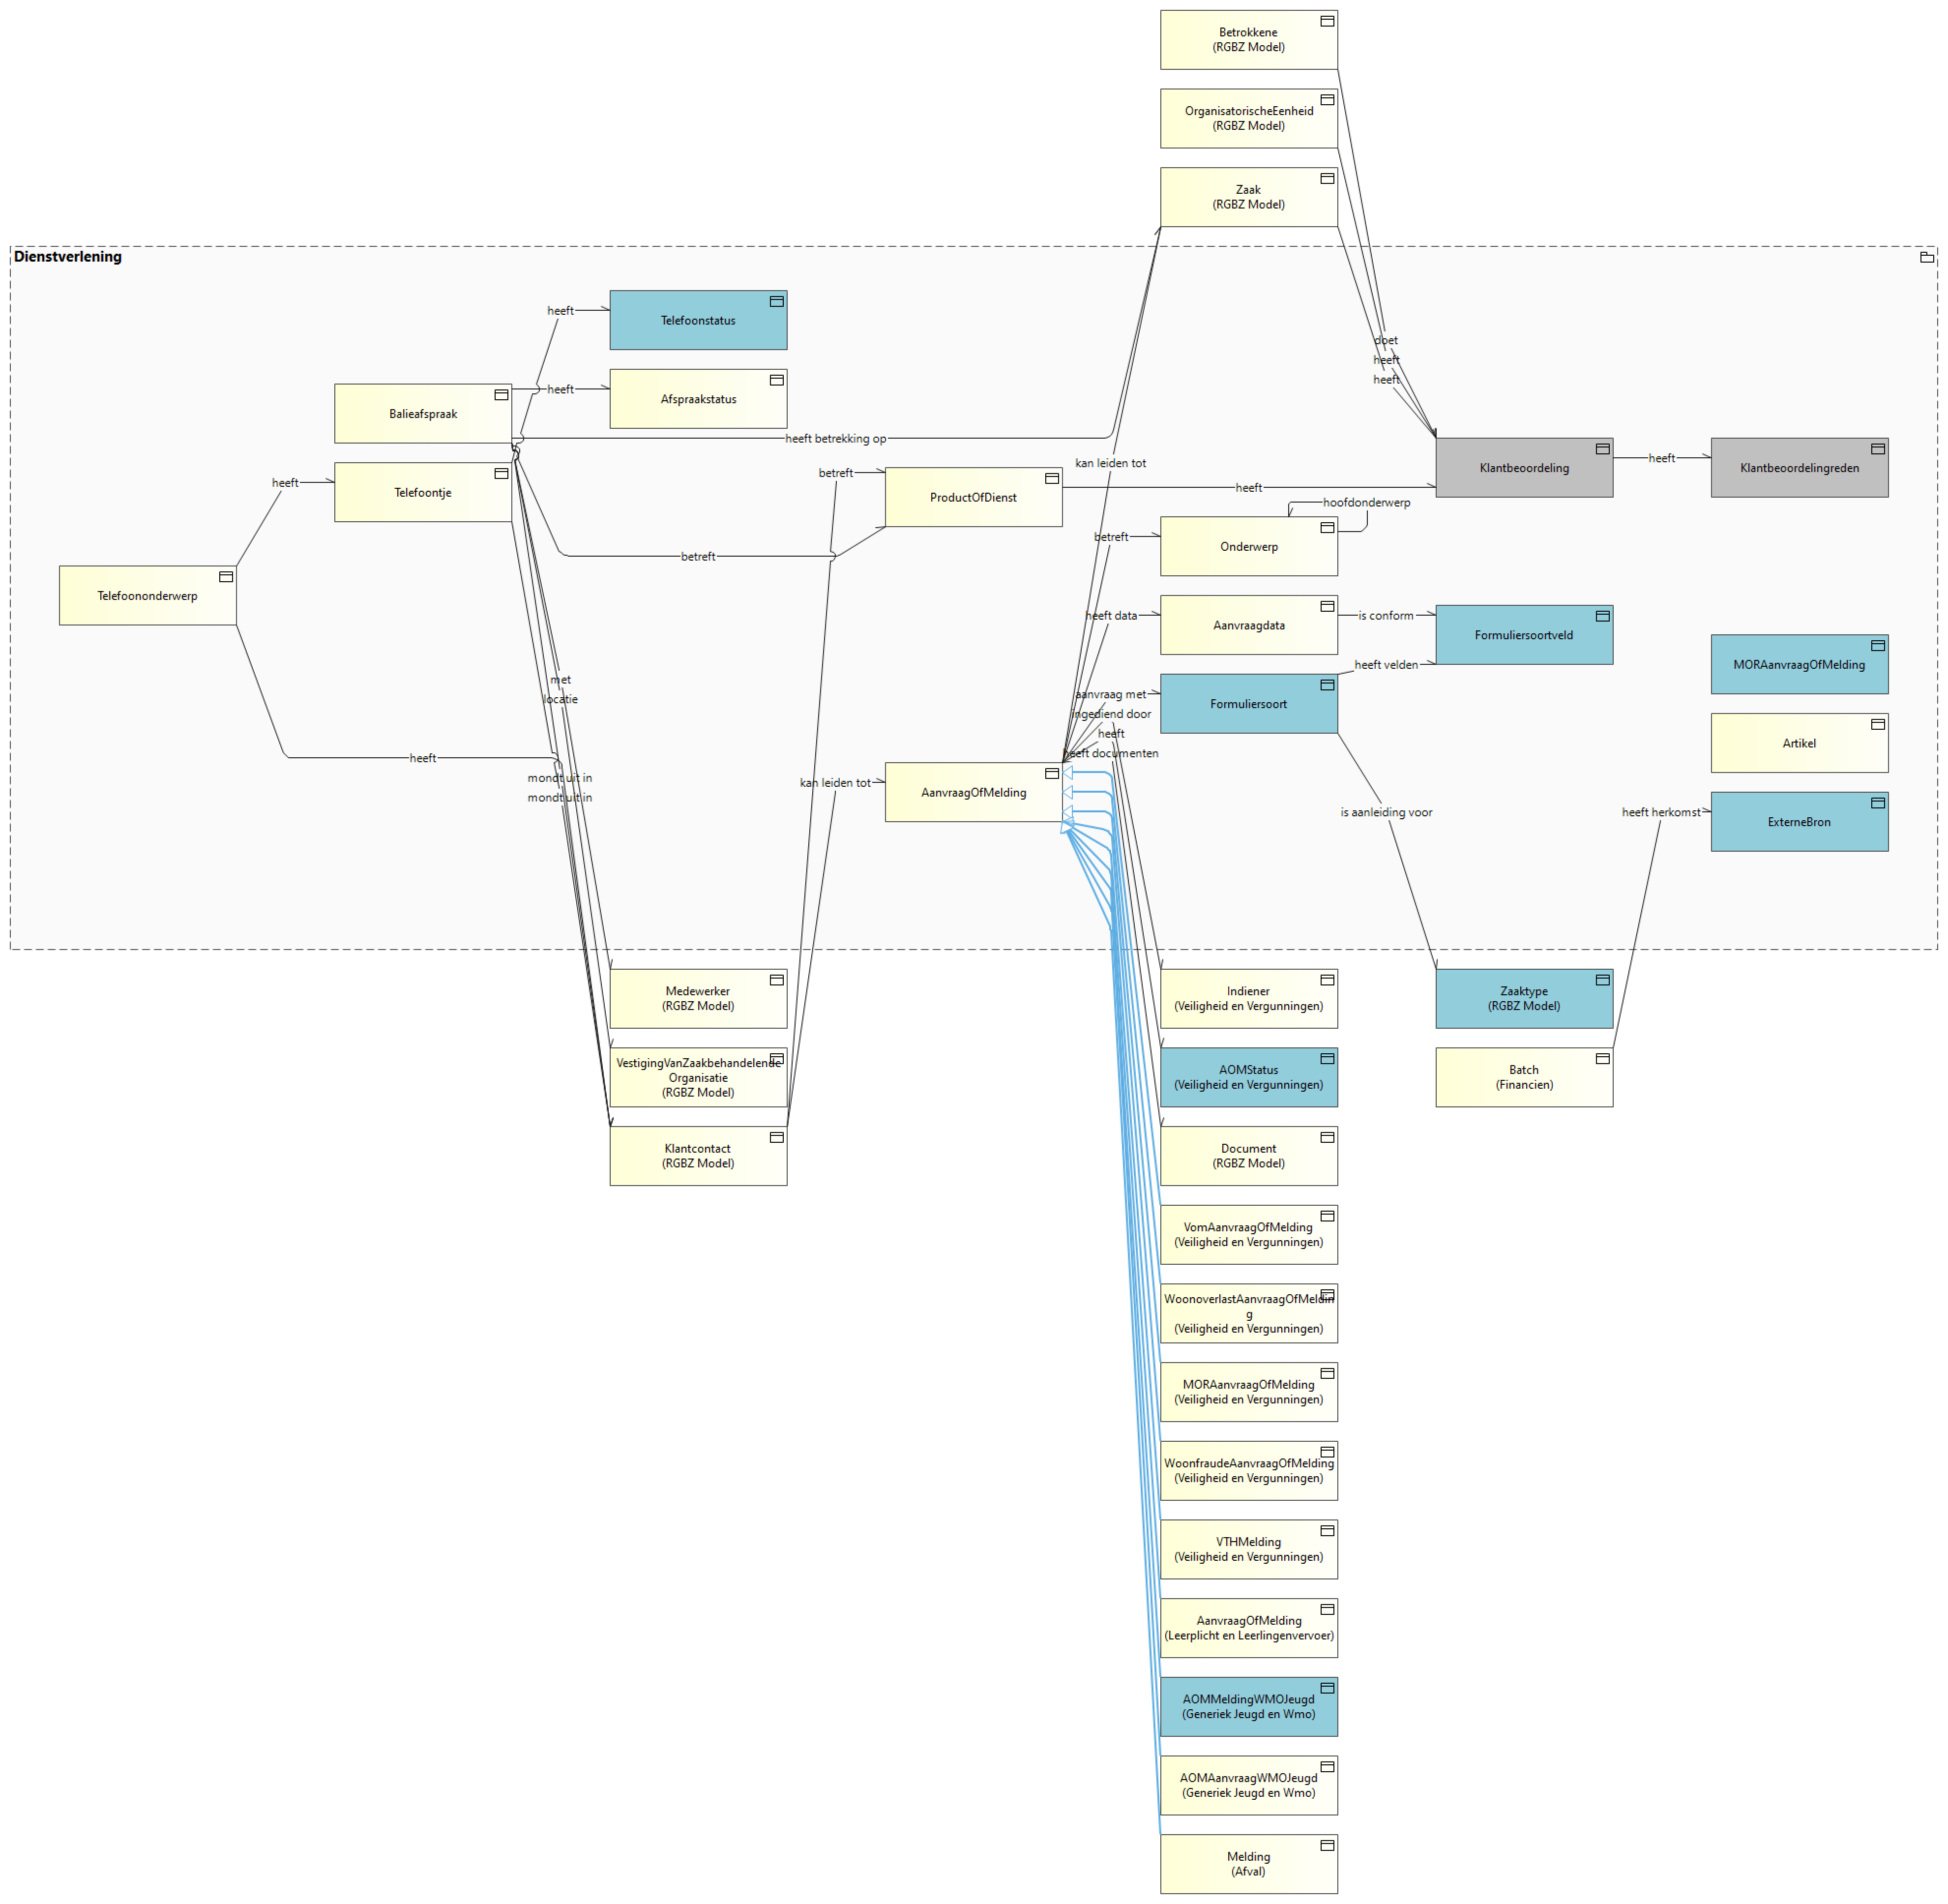 Betrokkene
(RGBZ Model)
OrganisatorischeEenheid
(RGBZ Model)
Zaak
(RGBZ Model)
Dienstverlening
heeft
Telefoonstatus
doet
heeft
heeft
heeft
Afspraakstatus
Balieafspraak
heeft betrekking op
kan leiden tot
betreft
ProductOfDienst
Klantbeoordeling
heeft
Klantbeoordelingreden
heeft
Telefoontje
heeft
hoofdonderwerp
betreft
Onderwerp
betreft
Telefoononderwerp
heeft data
Aanvraagdata
is conform
Formuliersoortveld
heeft velden
MORAanvraagOfMelding
met
locatie
aanvraag met
ingediend door
heeft
heeft documenten
Formuliersoort
Artikel
heeft
mondt uit in
mondt uit in
kan leiden tot
AanvraagOfMelding
is aanleiding voor
heeft herkomst
ExterneBron
Medewerker
(RGBZ Model)
Indiener
(Veiligheid en Vergunningen)
Zaaktype
(RGBZ Model)
VestigingVanZaakbehandelende
Organisatie
(RGBZ Model)
AOMStatus
(Veiligheid en Vergunningen)
Batch
(Financien)
Klantcontact
(RGBZ Model)
Document
(RGBZ Model)
VomAanvraagOfMelding
(Veiligheid en Vergunningen)
WoonoverlastAanvraagOfMeldin
g
(Veiligheid en Vergunningen)
MORAanvraagOfMelding
(Veiligheid en Vergunningen)
WoonfraudeAanvraagOfMelding
(Veiligheid en Vergunningen)
VTHMelding
(Veiligheid en Vergunningen)
AanvraagOfMelding
(Leerplicht en Leerlingenvervoer)
AOMMeldingWMOJeugd
(Generiek Jeugd en Wmo)
AOMAanvraagWMOJeugd
(Generiek Jeugd en Wmo)
Melding
(Afval)